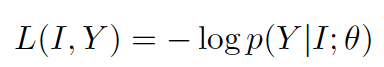 L(I, Y) = − log p(Y|I; θ)